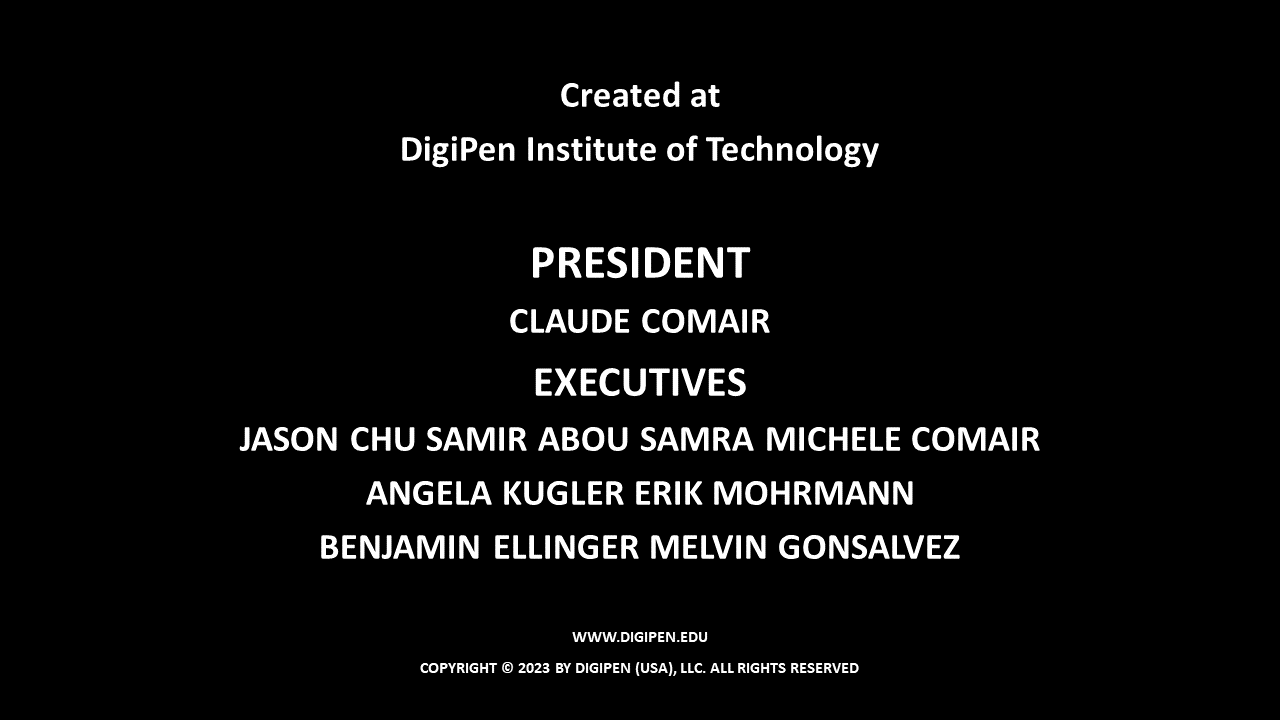 Created at
DigiPen Institute of Technology
PRESIDENT
CLAUDE COMAIR
EXECUTIVES
JASON CHU SAMIR ABOU SAMRA MICHELE COMAIR
ANGELA KUGLER ERIK MOHRMANN
BENJAMIN ELLINGER MELVIN GONSALVEZ
WWW.DIGIPEN.EDU
COPYRIGHT © 2023 BY DIGIPEN (USA), LLC. ALL RIGHTS RESERVED